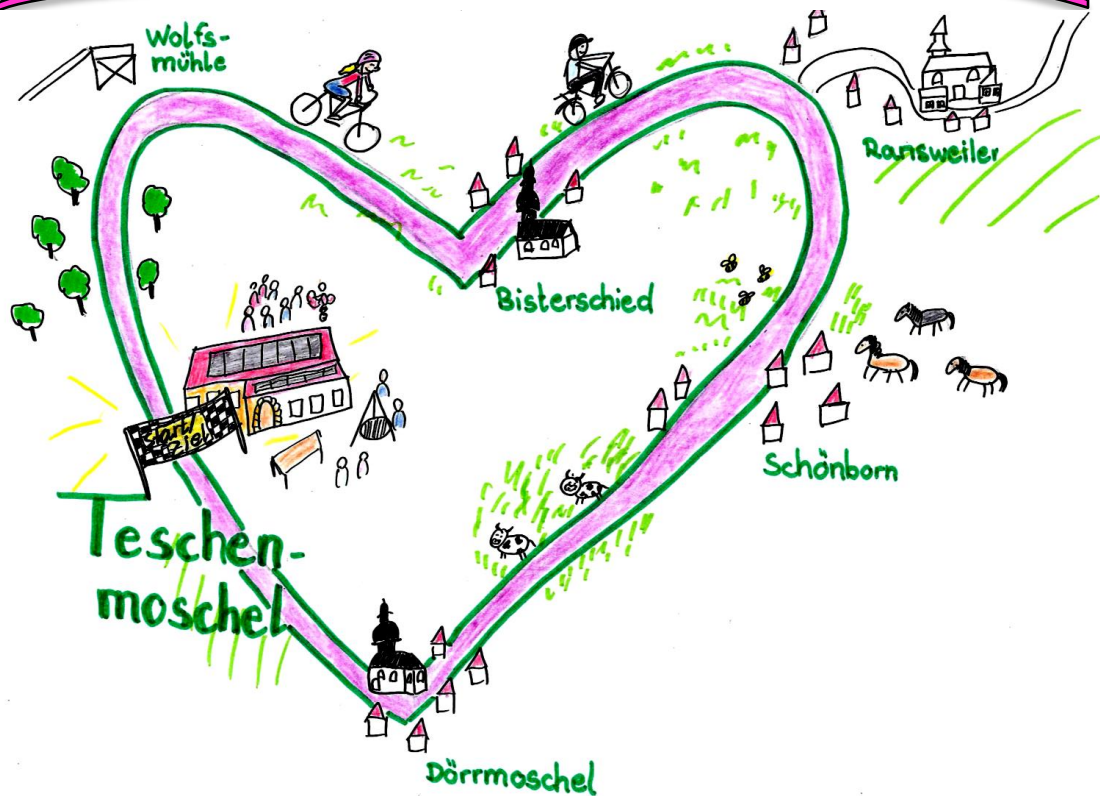 Wolfs-
mühle
Ransweiler
Bisterschied
Schönborn
Start/
Ziel
Teschen-
moschel
Dörrmoschel